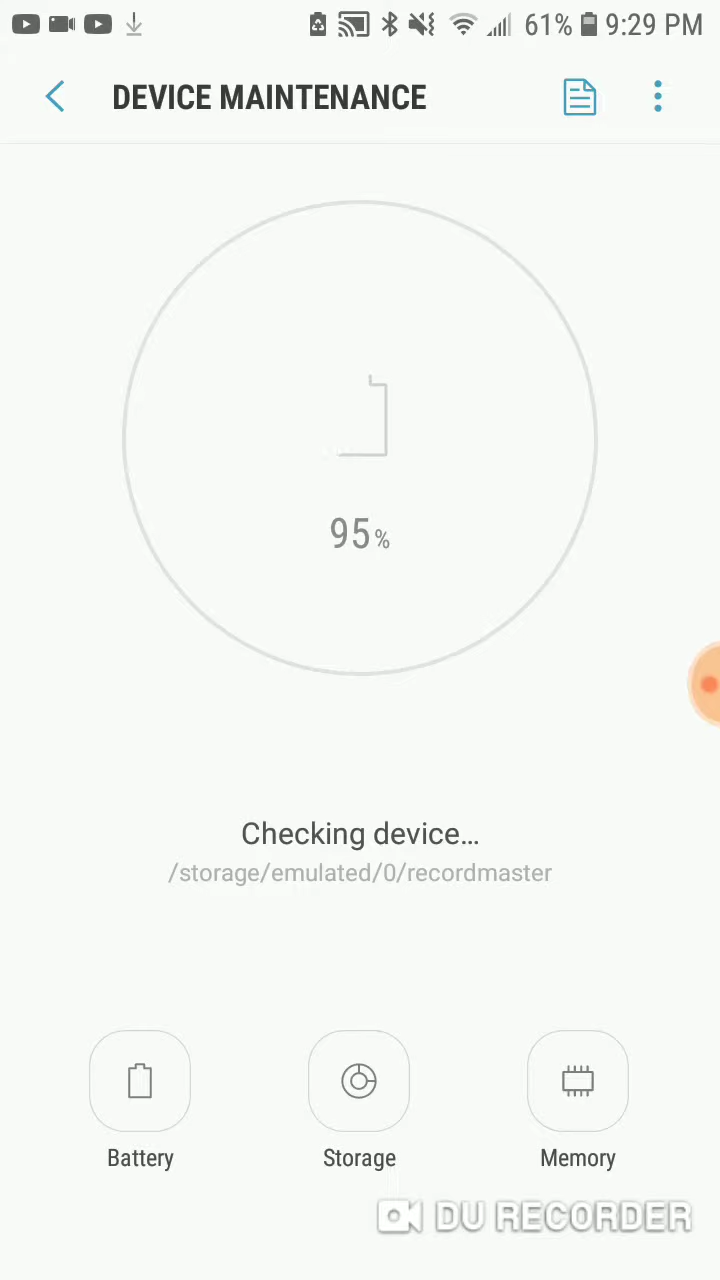 61% 9:29 PM
DEVICE MAINTENANCE
95%
Checking device...
/storage/emulated/0/recordmaster
Battery Storage Memory
DU RECORDER